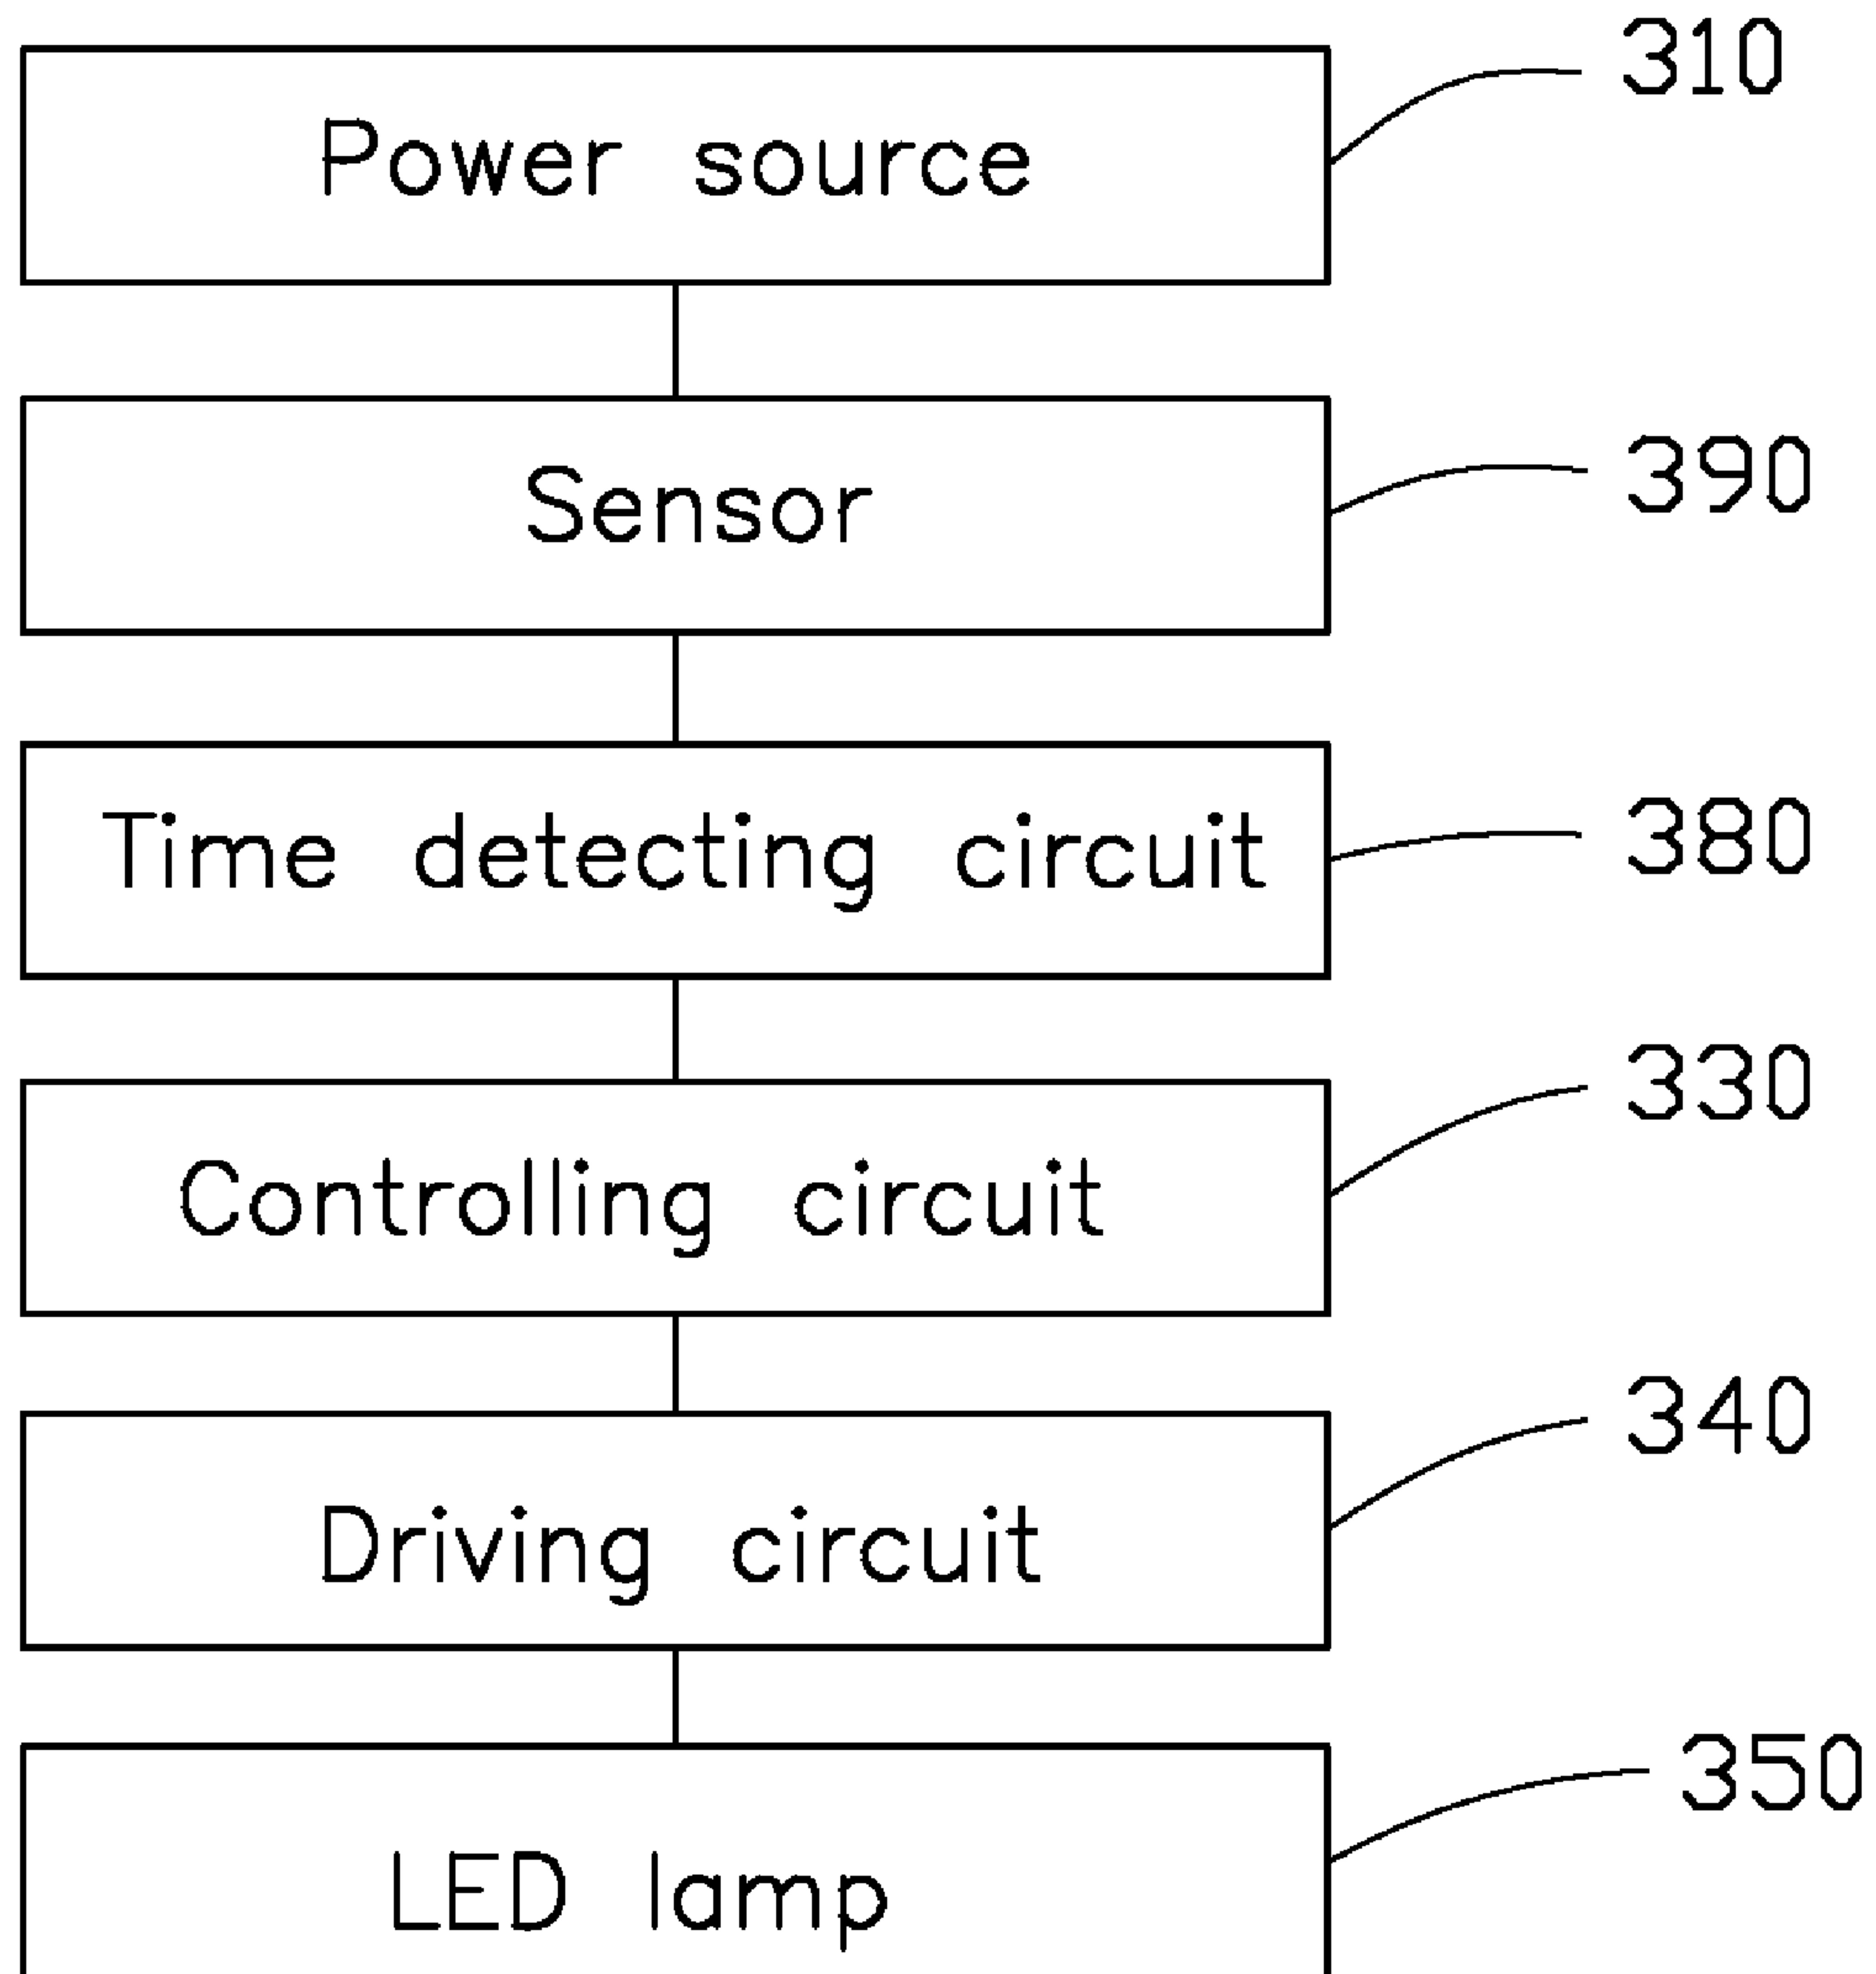 310
Power source
390
Sensor
380
Time detecting circuit
330
Controlling circuit
340
Driving circuit
350
LED lamp